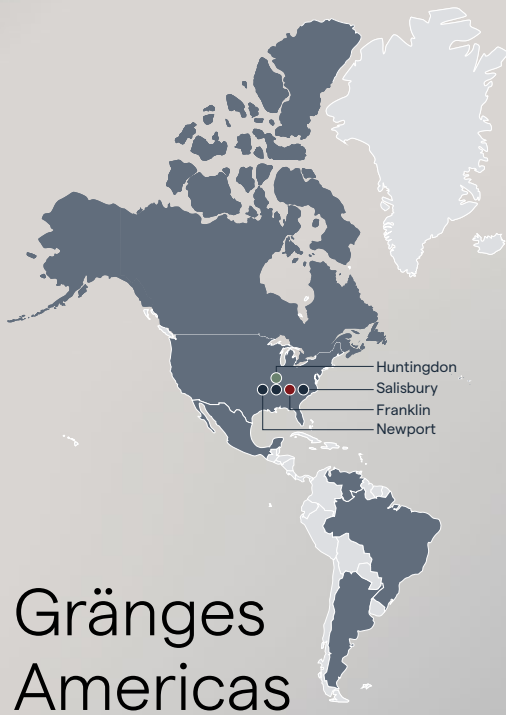 Huntingdon
Salisbury
Franklin
Newport
Gränges
Americas